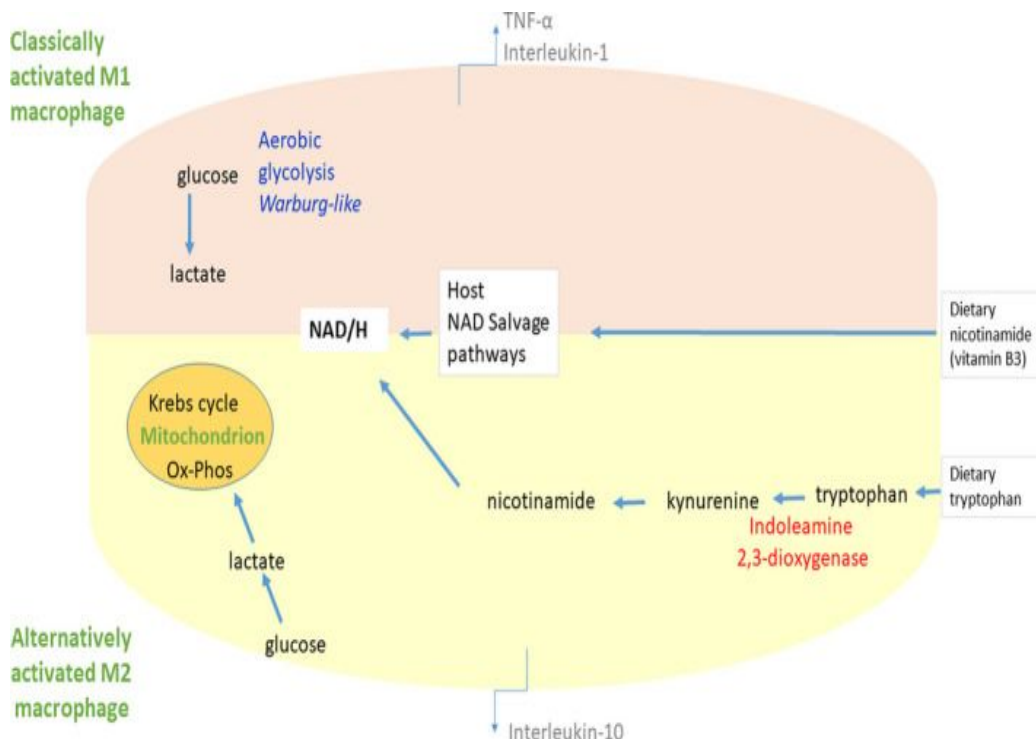 Classically
activated M1
macrophage
TNF-α
Interleukin-1
Aerobic
glycolysis
Warburg-like
glucose
lactate
Host
NAD Salvage
pathways
NAD/H
Dietary
nicotinamide
(vitamin B3)
Krebs cycle
Mitochondrion
Ox-Phos
Dietary
tryptophan
tryptophan
kynurenine
nicotinamide
Indoleamine
2,3-dioxygenase
lactate
glucose
Alternatively
activated M2
macrophage
Interleukin-10